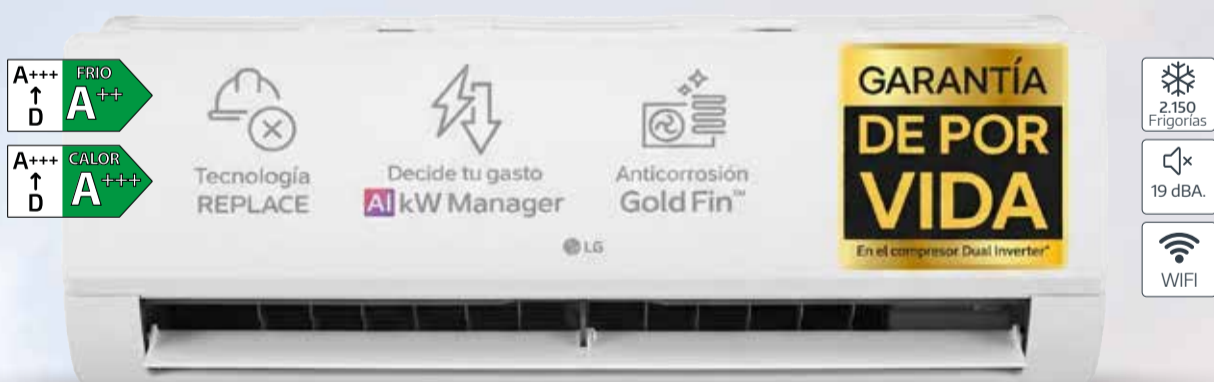 A+++
↑
D
FRIO
A++
A+++
↑
D
CALOR
A+++
Tecnología
REPLACE
Decide tu gasto
AI kW Manager
Anticorrosión
Gold Fin™
LG
GARANTÍA
DE POR
VIDA
En el compresor Dual Inverter*
2.150
Frigorías
19 dBA.
WIFI